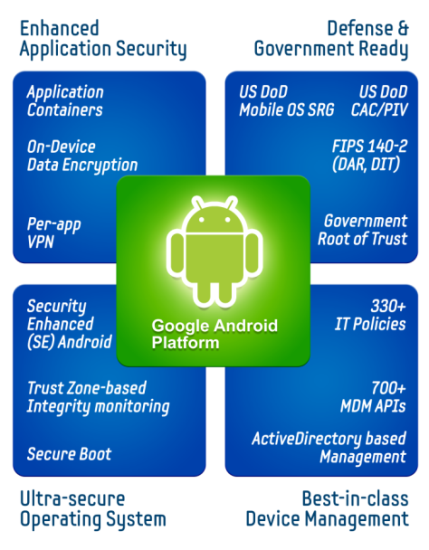 Enhanced
Application Security
Defense &
Government Ready
Application
Containers
On-Device
Data Encryption
Per-app
VPN
US DoD
Mobile OS SRG
US DoD
CAC/PIV
FIPS 140-2
(DAR, DIT)
Government
Root of Trust
Google Android
Platform
Security
Enhanced
(SE) Android
Trust Zone-based
Integrity monitoring
Secure Boot
330+
IT Policies
700+
MDM APIs
ActiveDirectory based
Management
Ultra-secure
Operating System
Best-in-class
Device Management